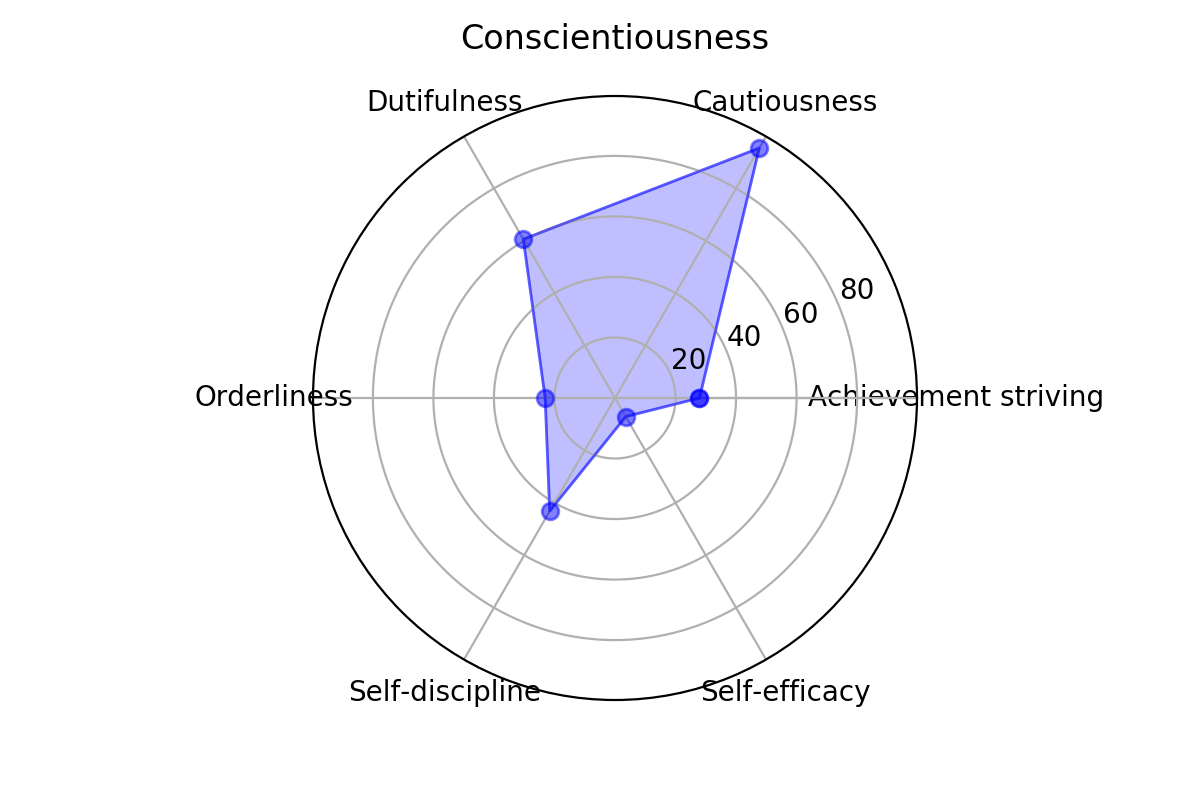 Conscientiousness
Dutifulness
Cautiousness
80
60
40
20
Orderliness
Achievement striving
Self-discipline
Self-efficacy